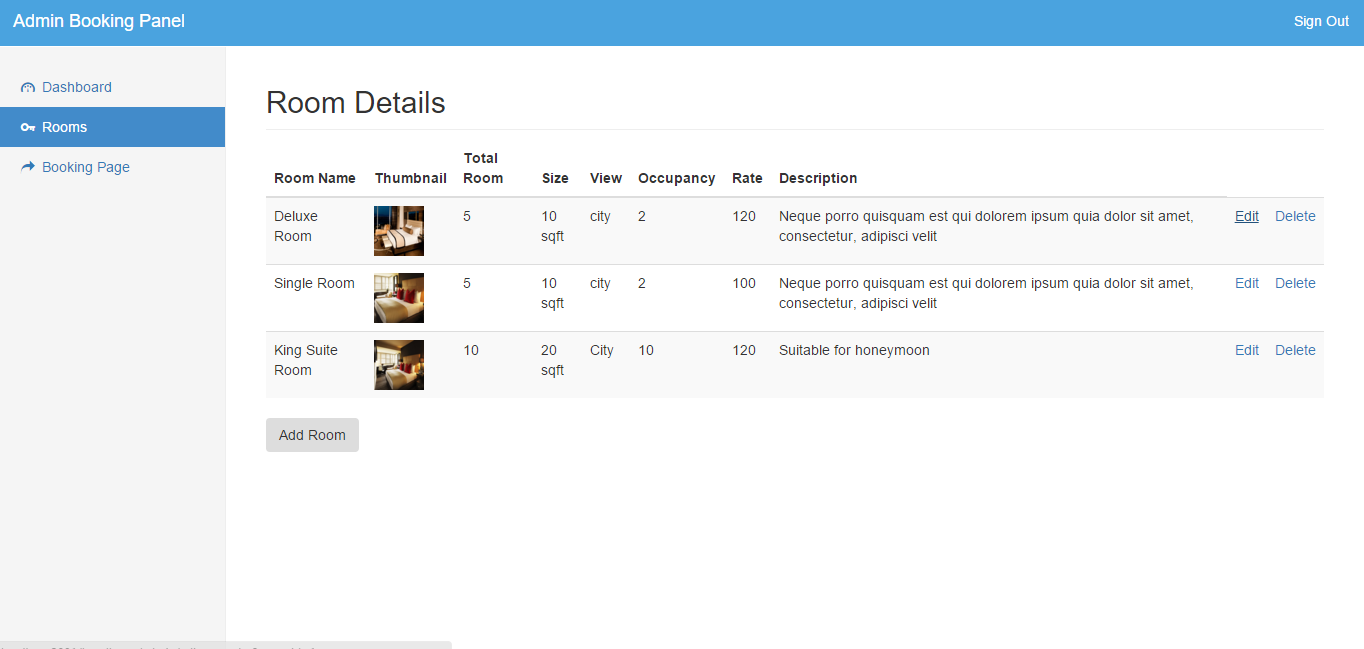 Admin Booking Panel
Sign Out
Dashboard
Rooms
Booking Page
Room Details
Room Name Thumbnail Total Room Size View Occupancy Rate Description
Deluxe Room 5 10 sqft city 2 120 Neque porro quisquam est qui dolorem ipsum quia dolor sit amet, consectetur, adipisci velit Edit Delete
Single Room 5 10 sqft city 2 100 Neque porro quisquam est qui dolorem ipsum quia dolor sit amet, consectetur, adipisci velit Edit Delete
King Suite Room 10 20 sqft City 10 120 Suitable for honeymoon Edit Delete
Add Room